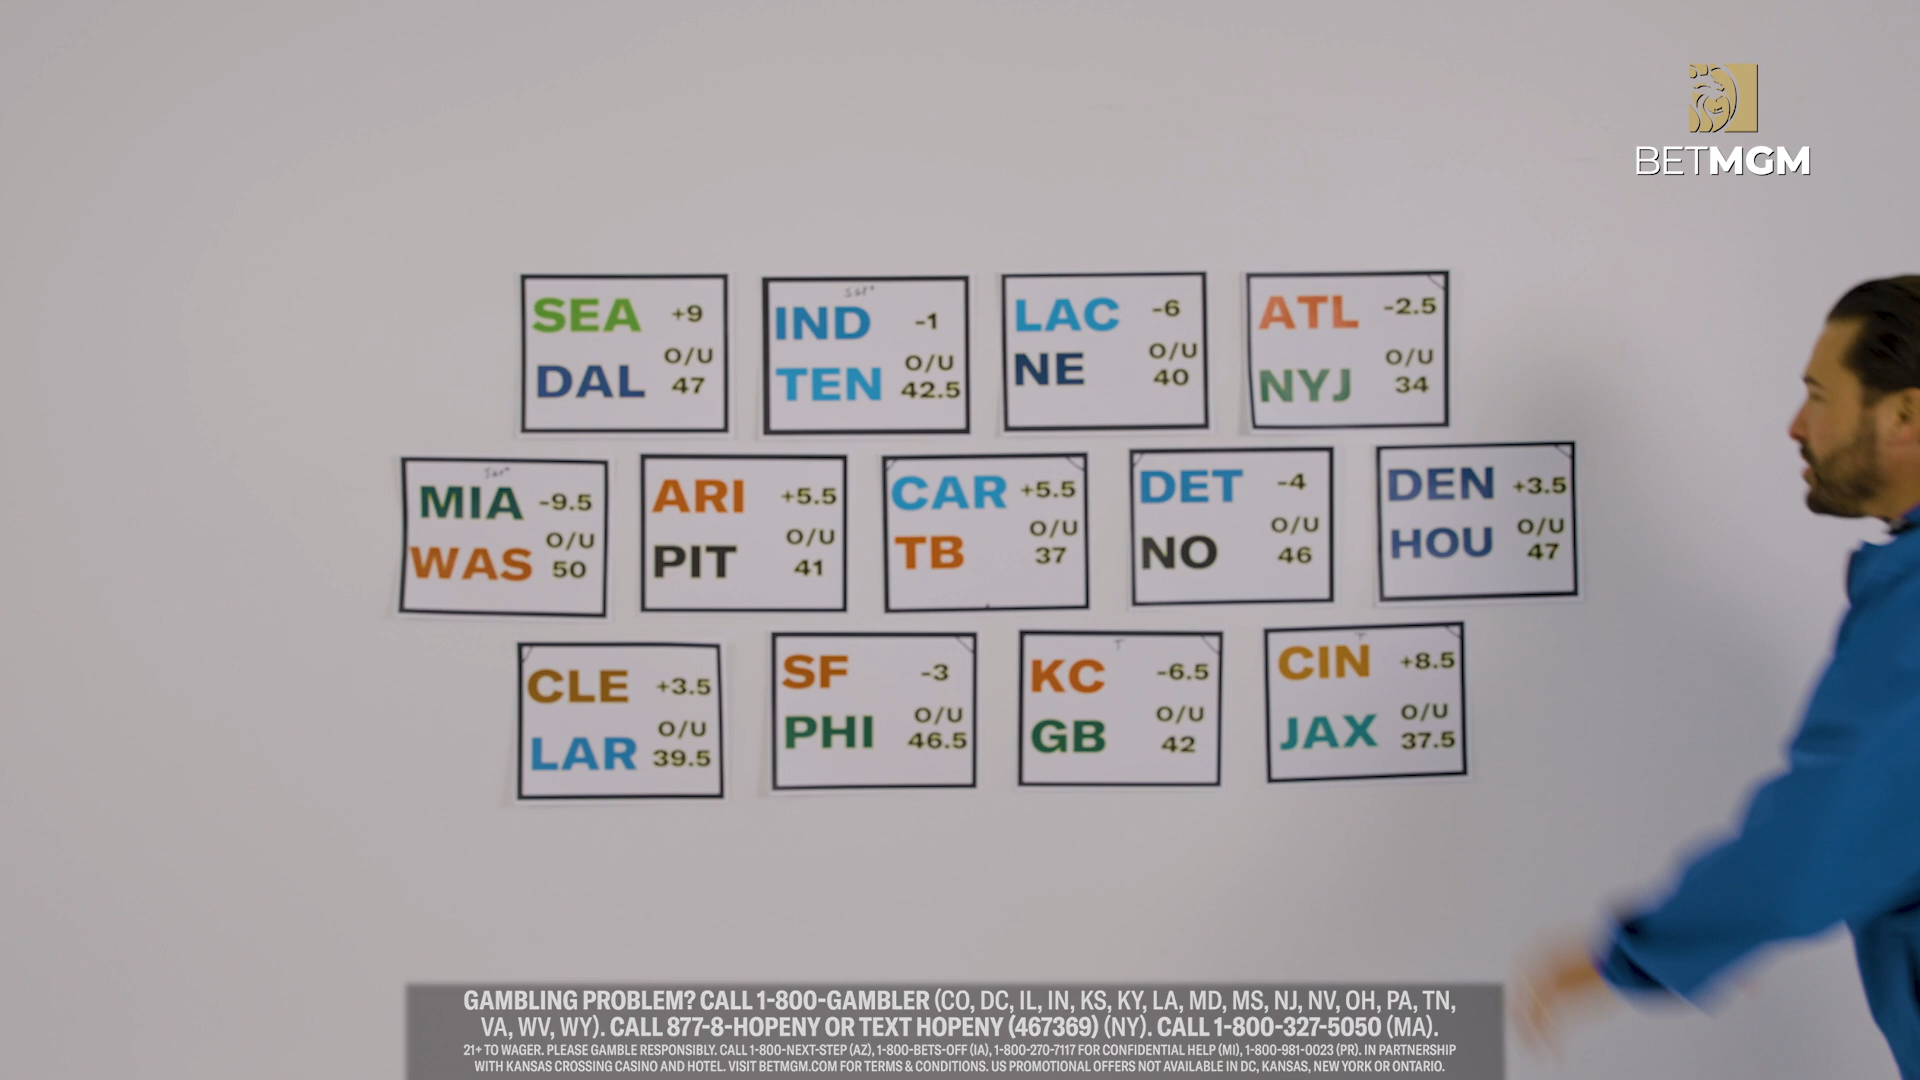 BETMGM
SEA +9
O/U
DAL 47
IND -1
O/U
TEN 42.5
LAC -6
O/U
NE 40
ATL -2.5
O/U
NYJ 34
MIA -9.5
O/U
WAS 50
ARI +5.5
O/U
PIT 41
CAR +5.5
O/U
TB 37
DET -4
O/U
NO 46
DEN +3.5
O/U
HOU 47
CLE +3.5
O/U
LAR 39.5
SF -3
O/U
PHI 46.5
KC -6.5
O/U
GB 42
CIN +8.5
O/U
JAX 37.5
GAMBLING PROBLEM? CALL 1-800-GAMBLER (CO, DC, IL, IN, KS, KY, LA, MD, MS, NJ, NV, OH, PA, TN,
VA, WV, WY). CALL 877-8-HOPENY OR TEXT HOPENY (467369) (NY). CALL 1-800-327-5050 (MA).
21+ TO WAGER. PLEASE GAMBLE RESPONSIBLY. CALL 1-800-NEXT-STEP (AZ), 1-800-BETS-OFF (IA), 1-800-270-7117 FOR CONFIDENTIAL HELP (MI), 1-800-981-0023 (PR). IN PARTNERSHIP
WITH KANSAS CROSSING CASINO AND HOTEL. VISIT BETMGM.COM FOR TERMS & CONDITIONS. US PROMOTIONAL OFFERS NOT AVAILABLE IN DC, KANSAS, NEW YORK OR ONTARIO.